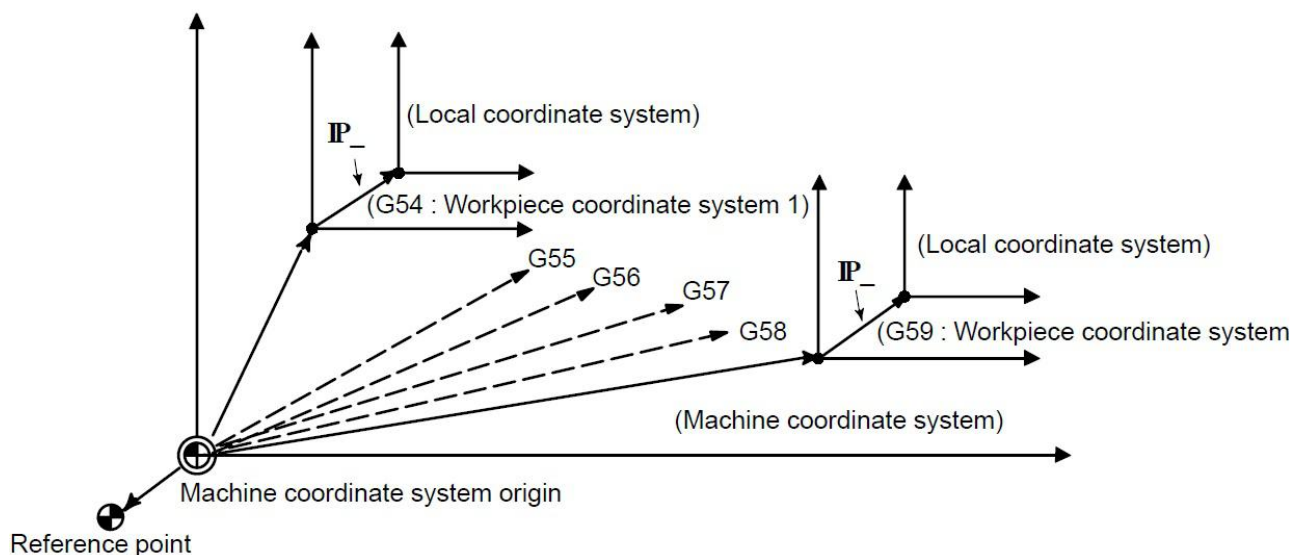 (Local coordinate system)
IP_
(G54 : Workpiece coordinate system 1)
(Local coordinate system)
G55
IP_
G56
G57
G58
(G59 : Workpiece coordinate system
(Machine coordinate system)
Machine coordinate system origin
Reference point